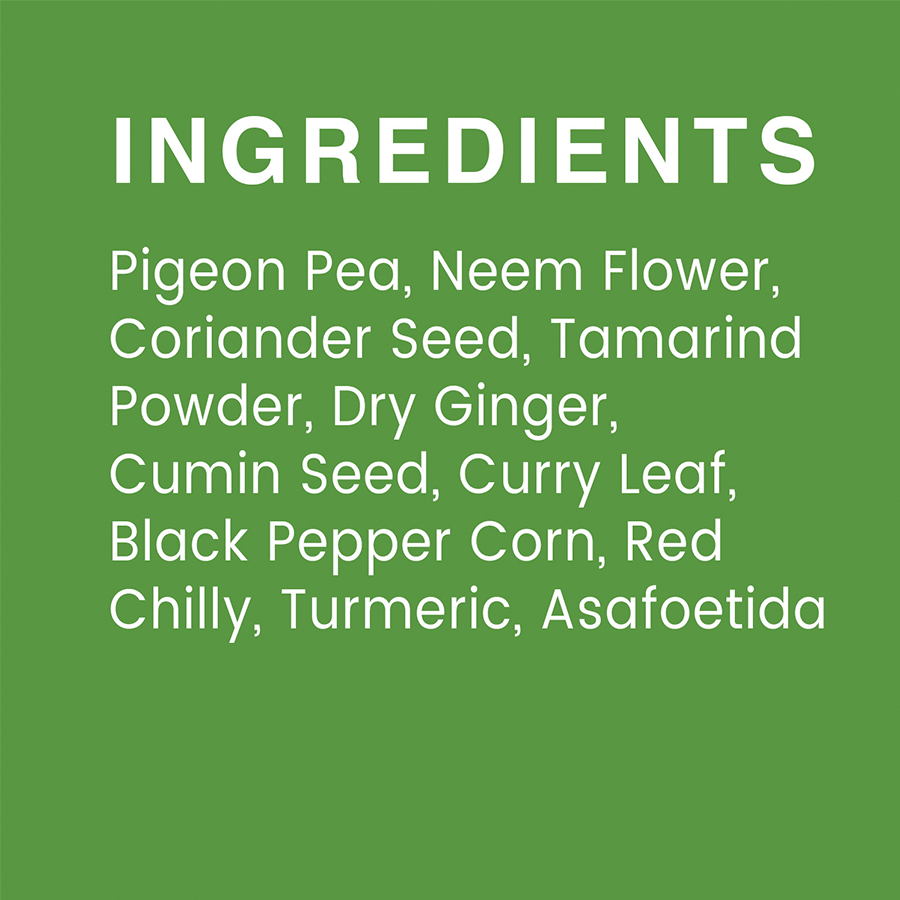 INGREDIENTS
Pigeon Pea, Neem Flower,
Coriander Seed, Tamarind
Powder, Dry Ginger,
Cumin Seed, Curry Leaf,
Black Pepper Corn, Red
Chilly, Turmeric, Asafoetida